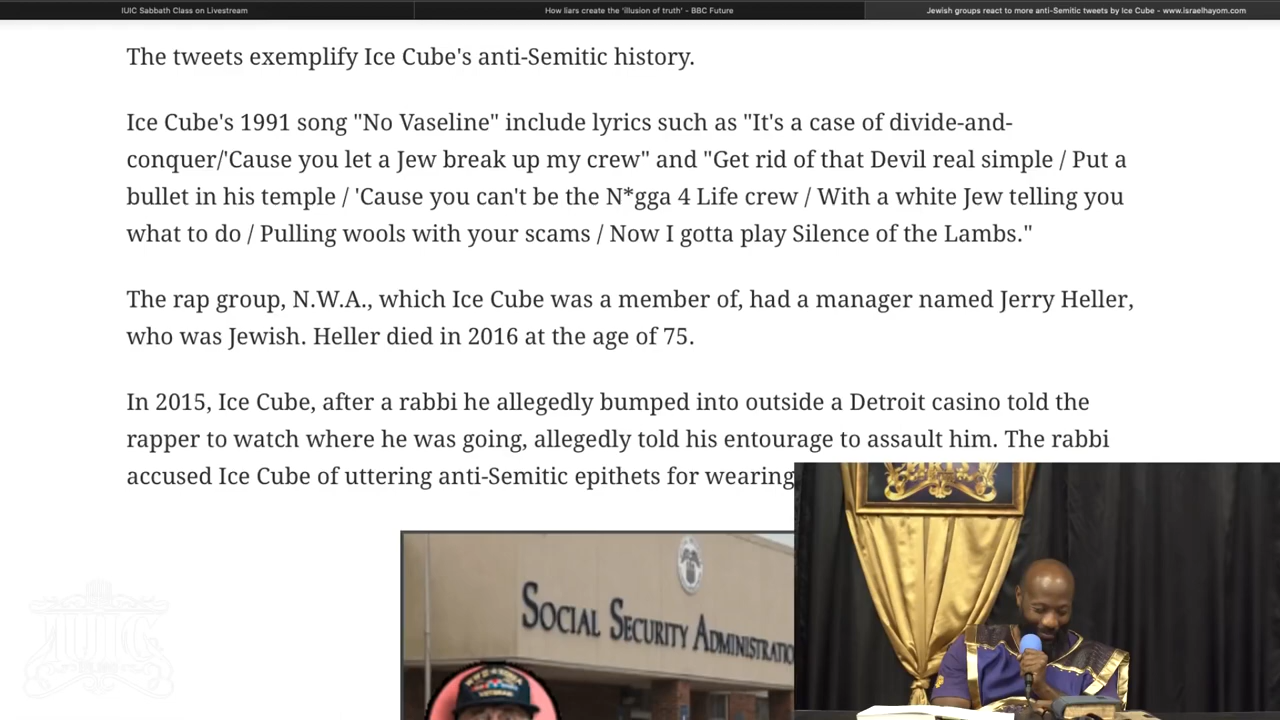 IUIC Sabbath Class on Livestream
How liars create the 'illusion of truth' - BBC Future
Jewish groups react to more anti-Semitic tweets by Ice Cube - www.israelhayom.com
The tweets exemplify Ice Cube's anti-Semitic history.
Ice Cube's 1991 song "No Vaseline" include lyrics such as "It's a case of divide-and-
conquer/'Cause you let a Jew break up my crew" and "Get rid of that Devil real simple / Put a
bullet in his temple / 'Cause you can't be the N*gga 4 Life crew / With a white Jew telling you
what to do / Pulling wools with your scams / Now I gotta play Silence of the Lambs."
The rap group, N.W.A., which Ice Cube was a member of, had a manager named Jerry Heller,
who was Jewish. Heller died in 2016 at the age of 75.
In 2015, Ice Cube, after a rabbi he allegedly bumped into outside a Detroit casino told the
rapper to watch where he was going, allegedly told his entourage to assault him. The rabbi
accused Ice Cube of uttering anti-Semitic epithets for wearing
SOCIAL SECURITY ADMINISTRATIO
IUIC
VETERAN